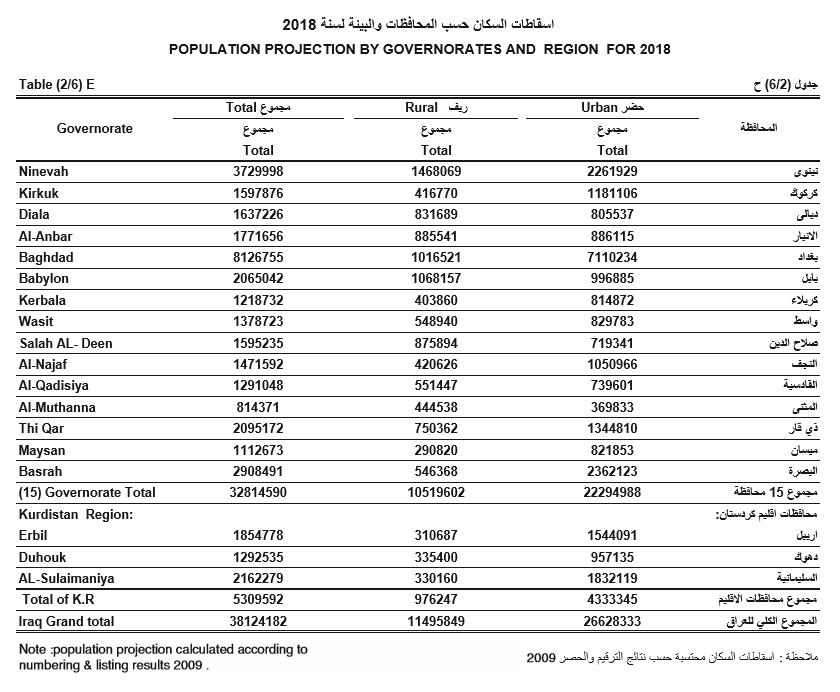 اسقاطات السكان حسب المحافظات والبيئة لسنة 2018
POPULATION PROJECTION BY GOVERNORATES AND REGION FOR 2018
Table (2/6) E جدول (6/2) ح
Governorate Total مجموع Rural ريف Urban حضر المحافظة
مجموع مجموع مجموع
Total Total Total
Ninevah 3729998 1468069 2261929 نينوى
Kirkuk 1597876 416770 1181106 كركوك
Diala 1637226 831689 805537 ديالى
Al-Anbar 1771656 885541 886115 الانبار
Baghdad 8126755 1016521 7110234 بغداد
Babylon 2065042 1068157 996885 بابل
Kerbala 1218732 403860 814872 كربلاء
Wasit 1378723 548940 829783 واسط
Salah AL- Deen 1595235 875894 719341 صلاح الدين
Al-Najaf 1471592 420626 1050966 النجف
Al-Qadisiya 1291048 551447 739601 القادسية
Al-Muthanna 814371 444538 369833 المثنى
Thi Qar 2095172 750362 1344810 ذي قار
Maysan 1112673 290820 821853 ميسان
Basrah 2908491 546368 2362123 البصرة
(15) Governorate Total 32814590 10519602 22294988 مجموع 15 محافظة
Kurdistan Region: محافظات اقليم كردستان:
Erbil 1854778 310687 1544091 اربيل
Duhouk 1292535 335400 957135 دهوك
AL-Sulaimaniya 2162279 330160 1832119 السليمانية
Total of K.R 5309592 976247 4333345 مجموع محافظات الاقليم
Iraq Grand total 38124182 11495849 26628333 المجموع الكلي للعراق
Note :population projection calculated according to
numbering & listing results 2009 .
ملاحظة : اسقاطات السكان محتسبة حسب نتائج الترقيم والحصر 2009